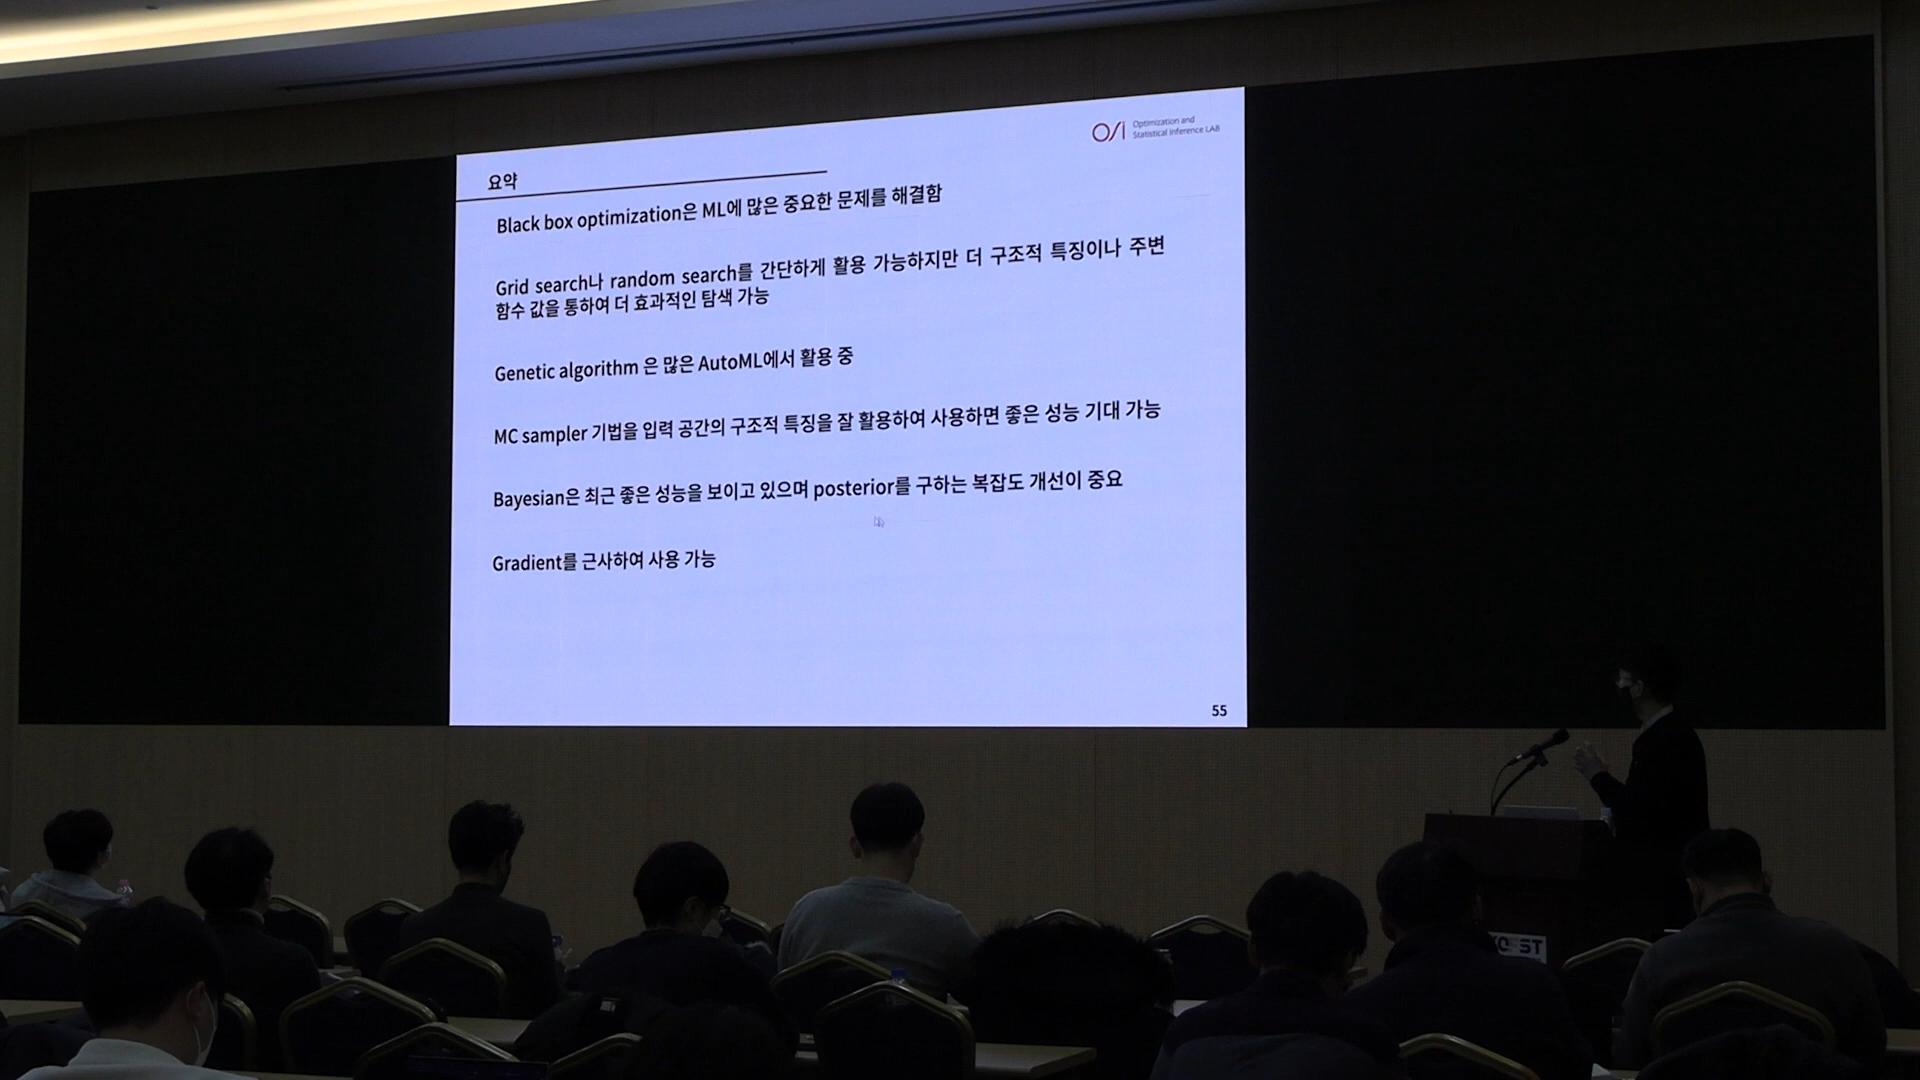 OSI Optimization and
Statistical Inference LAB
요약
Black box optimization은 ML에 많은 중요한 문제를 해결함
Grid search나 random search를 간단하게 활용 가능하지만 더 구조적 특징이나 주변
함수 값을 통하여 더 효과적인 탐색 가능
Genetic algorithm 은 많은 AutoML에서 활용 중
MC sampler 기법을 입력 공간의 구조적 특징을 잘 활용하여 사용하면 좋은 성능 기대 가능
Bayesian은 최근 좋은 성능을 보이고 있으며 posterior를 구하는 복잡도 개선이 중요
Gradient를 근사하여 사용 가능
55